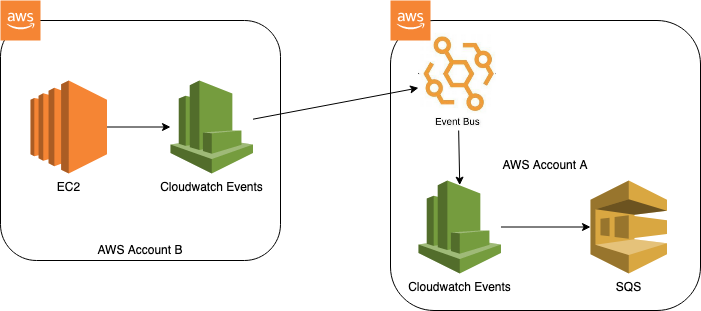 aws
aws
EC2
Cloudwatch Events
AWS Account B
Event Bus
AWS Account A
Cloudwatch Events
SQS